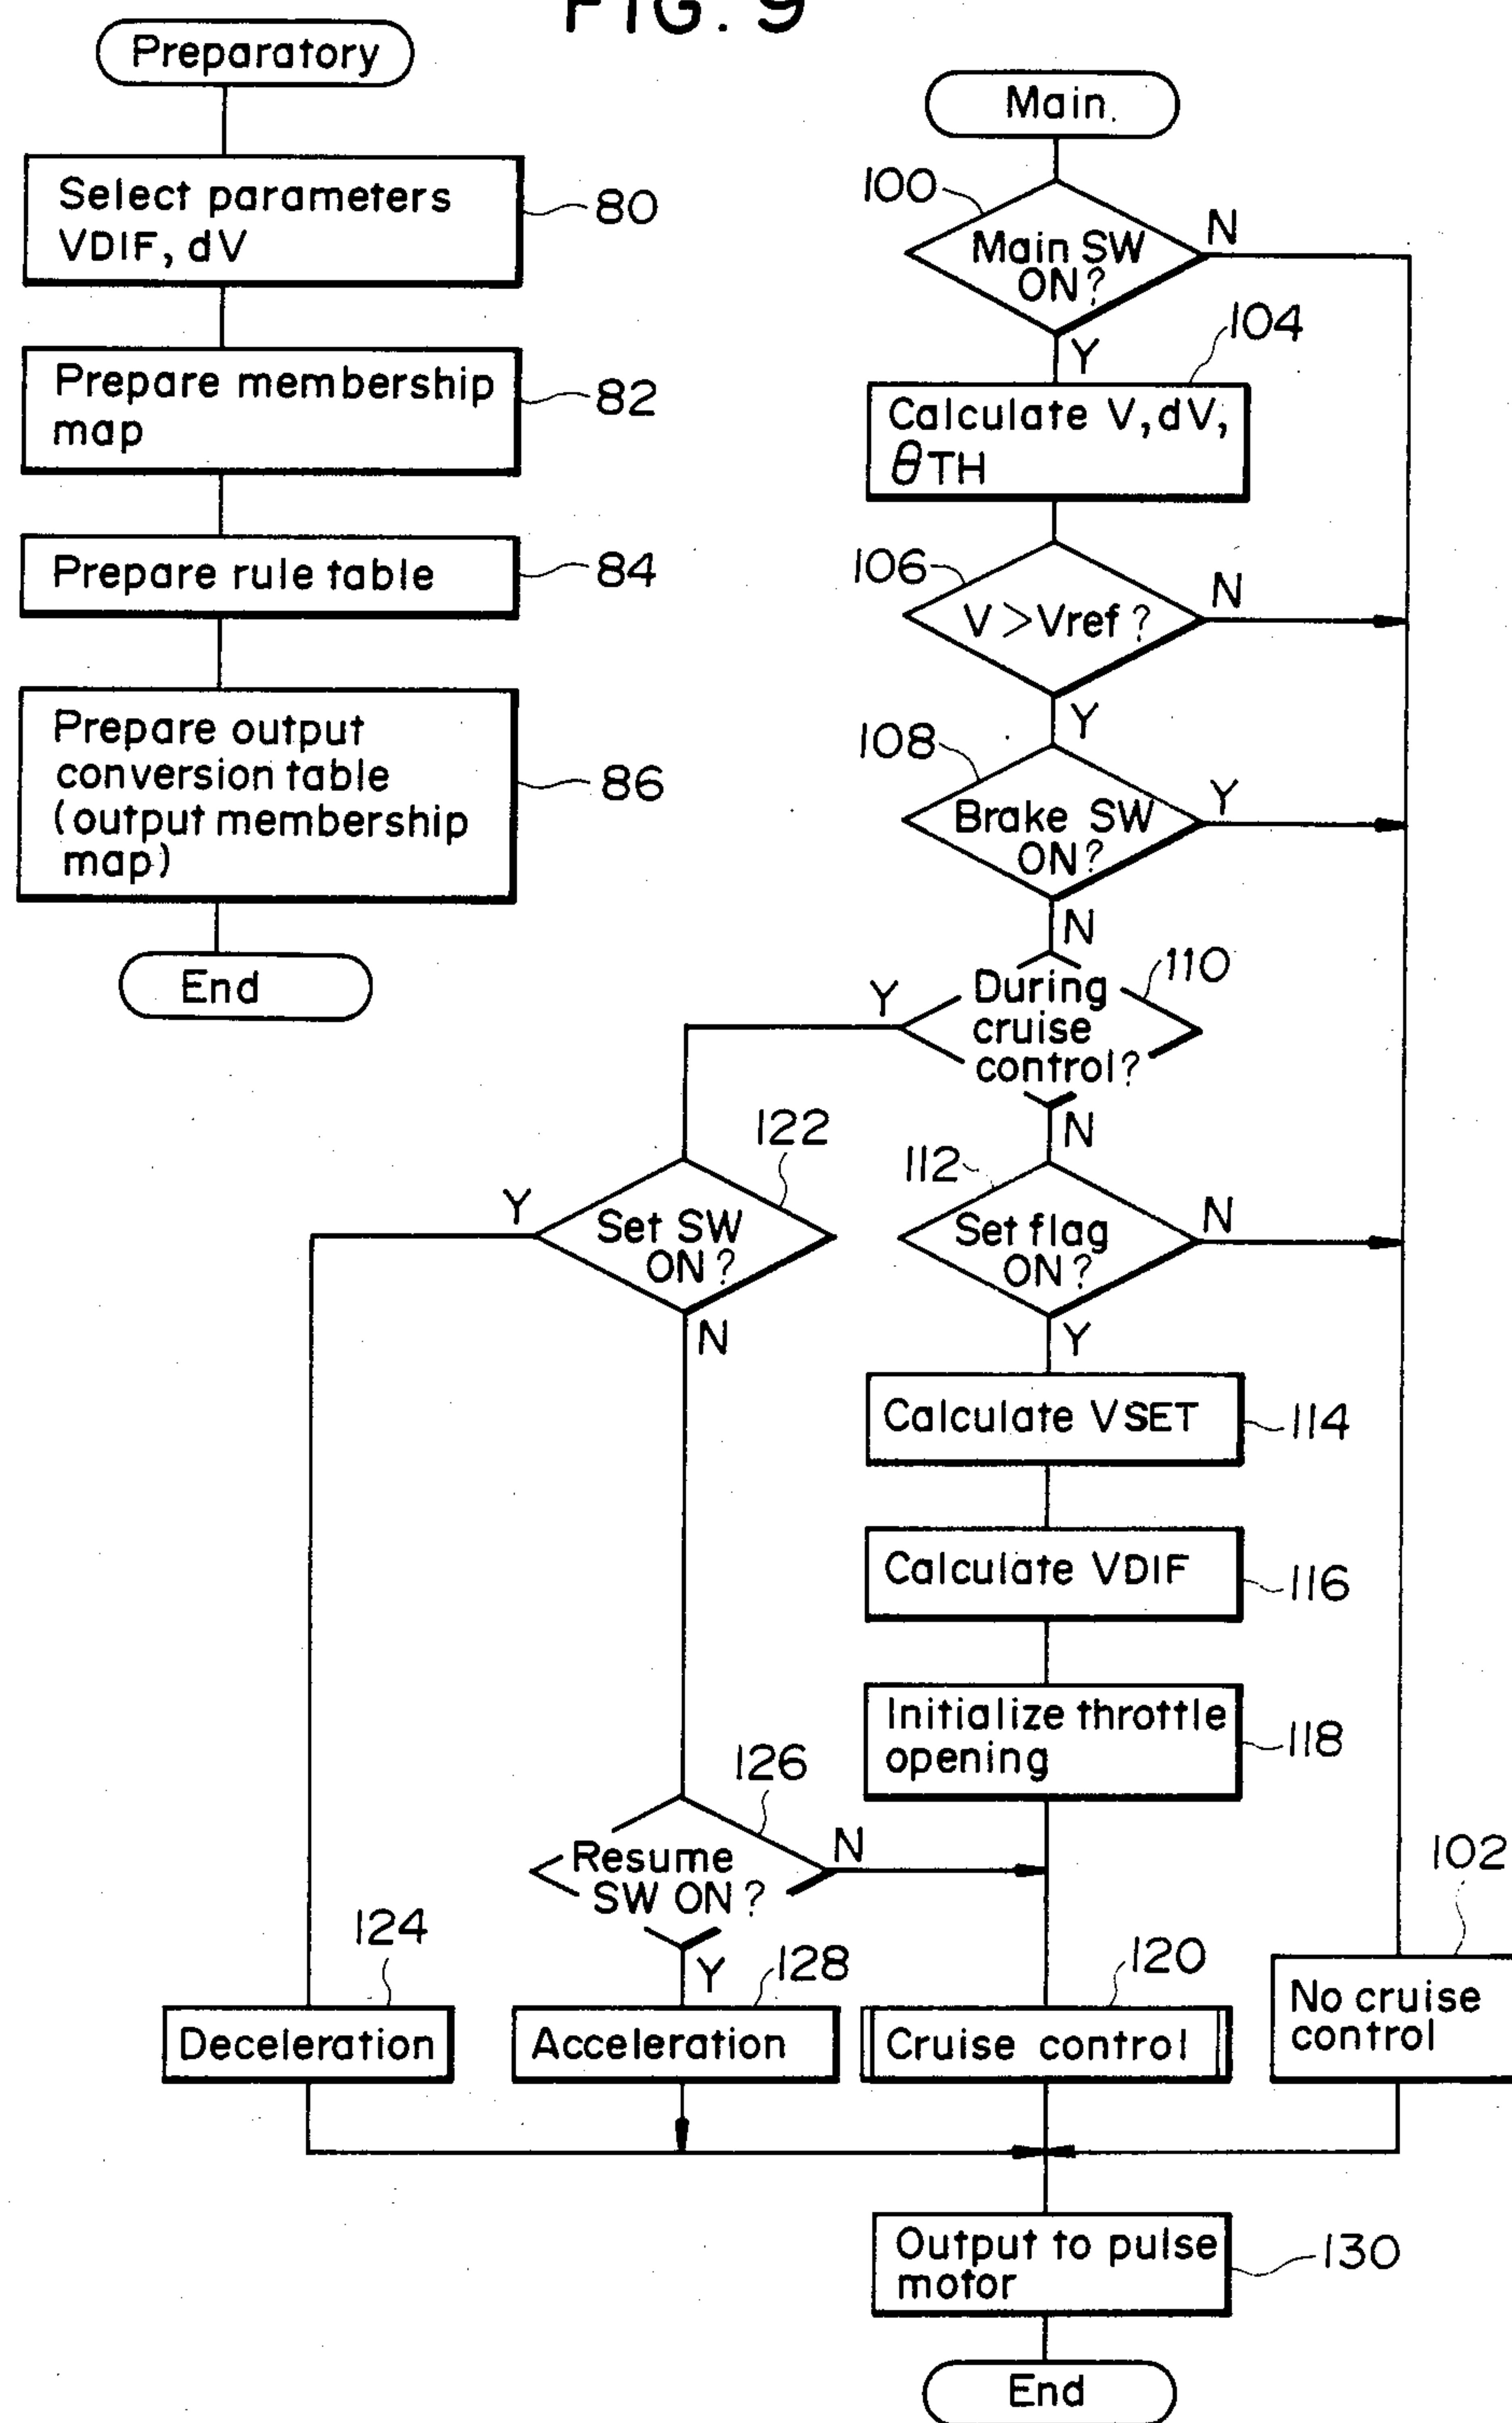 FIG. 9
Preparatory
Select parameters
VDIF, dV
80
Prepare membership
map
82
Prepare rule table
84
Prepare output
conversion table
(output membership
map)
86
End
Main
100
Main SW
ON?
N
Y
104
Calculate V, dV,
θTH
106
V > Vref ?
N
Y
108
Brake SW
ON?
Y
N
110
During
cruise
control?
Y
N
122
Set SW
ON?
Y
N
112
Set flag
ON?
N
Y
Calculate VSET
114
Calculate VDIF
116
Initialize throttle
opening
118
126
Resume
SW ON?
N
Y
124
Deceleration
128
Acceleration
120
Cruise control
102
No cruise
control
Output to pulse
motor
130
End